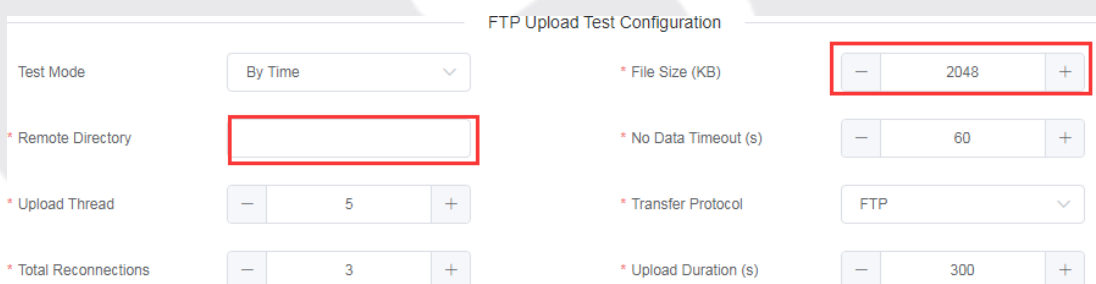 FTP Upload Test Configuration
Test Mode By Time * File Size (KB) − 2048 +
* Remote Directory * No Data Timeout (s) − 60 +
* Upload Thread − 5 + * Transfer Protocol FTP
* Total Reconnections − 3 + * Upload Duration (s) − 300 +